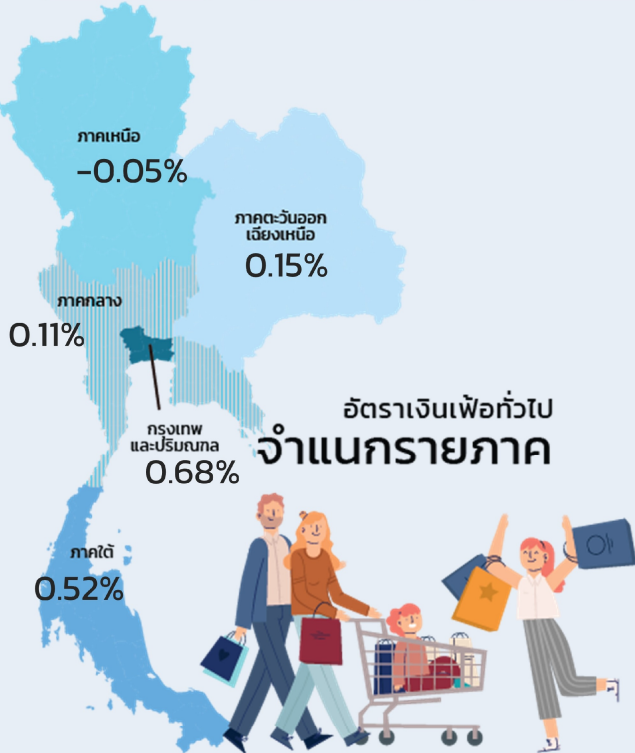 ภาคเหนือ
-0.05%
ภาคตะวันออก
เฉียงเหนือ
0.15%
ภาคกลาง
0.11%
กรุงเทพ
และปริมณฑล
0.68%
อัตราเงินเฟ้อทั่วไป
จำแนกรายภาค
ภาคใต้
0.52%